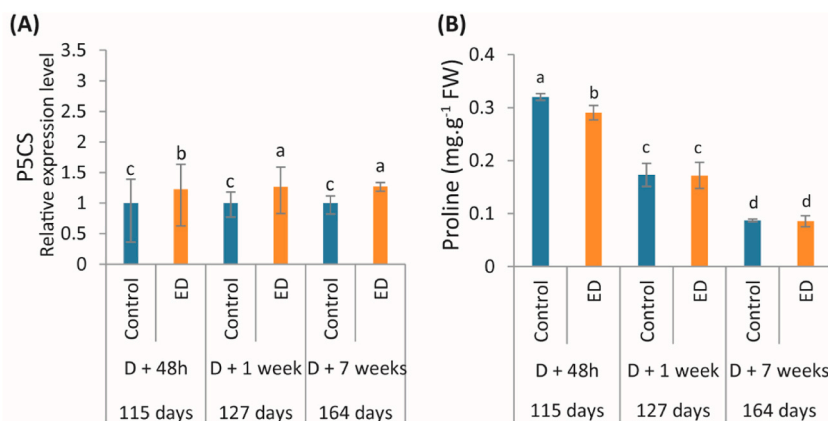 (A)
P5CS
Relative expression level
3.5
3
2.5
2
1.5
1
0.5
0
c
b
c
a
c
a
Control
ED
Control
ED
Control
ED
D + 48h
D + 1 week
D + 7 weeks
115 days
127 days
164 days
(B)
Proline (mg.g-1 FW)
0.4
0.3
0.2
0.1
0
a
b
c
c
d
d
Control
ED
Control
ED
Control
ED
D + 48h
D + 1 week
D + 7 weeks
115 days
127 days
164 days